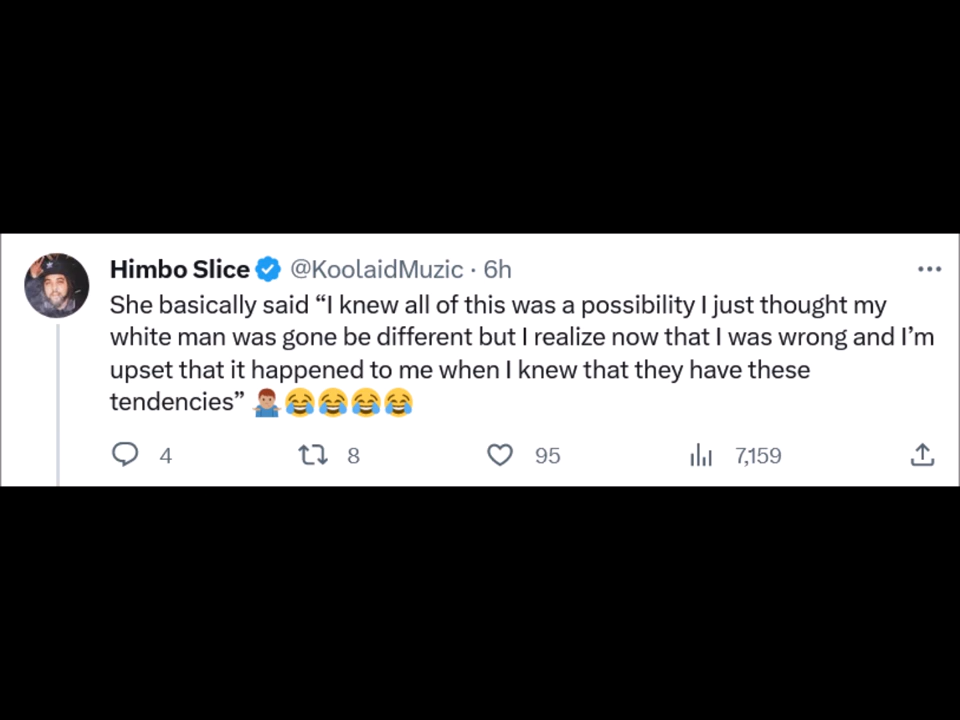 Himbo Slice @KoolaidMuzic · 6h
She basically said “I knew all of this was a possibility I just thought my
white man was gone be different but I realize now that I was wrong and I’m
upset that it happened to me when I knew that they have these
tendencies” 🤷🏽‍♂️😂😂😂😂
4 8 95 7,159